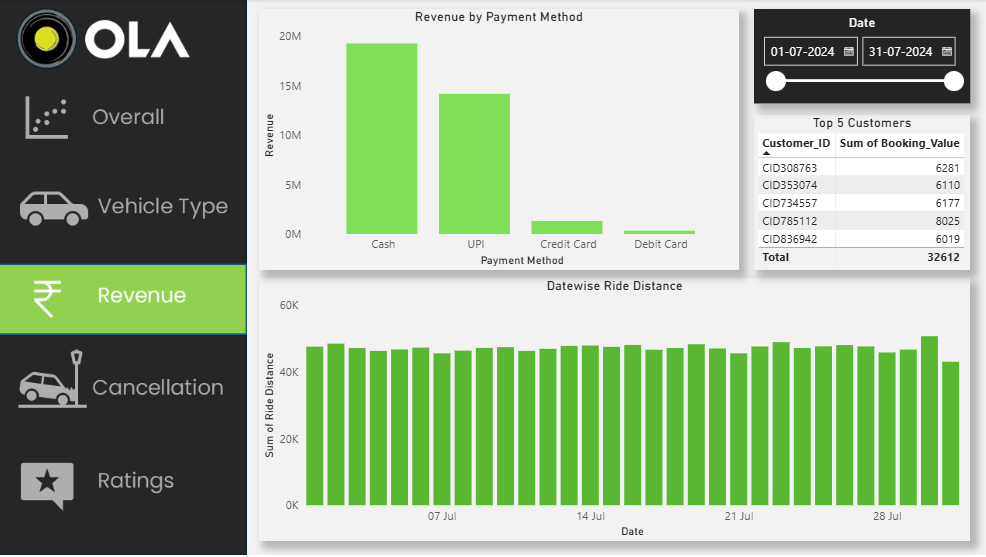 OLA
Overall
Vehicle Type
Revenue
Cancellation
Ratings
Revenue by Payment Method
20M
15M
10M
5M
0M
Revenue
Cash UPI Credit Card Debit Card
Payment Method
Date
01-07-2024 31-07-2024
Top 5 Customers
Customer_ID Sum of Booking_Value
CID308763 6281
CID353074 6110
CID734557 6177
CID785112 8025
CID836942 6019
Total 32612
Datewise Ride Distance
60K
40K
20K
0K
Sum of Ride Distance
07 Jul 14 Jul 21 Jul 28 Jul
Date